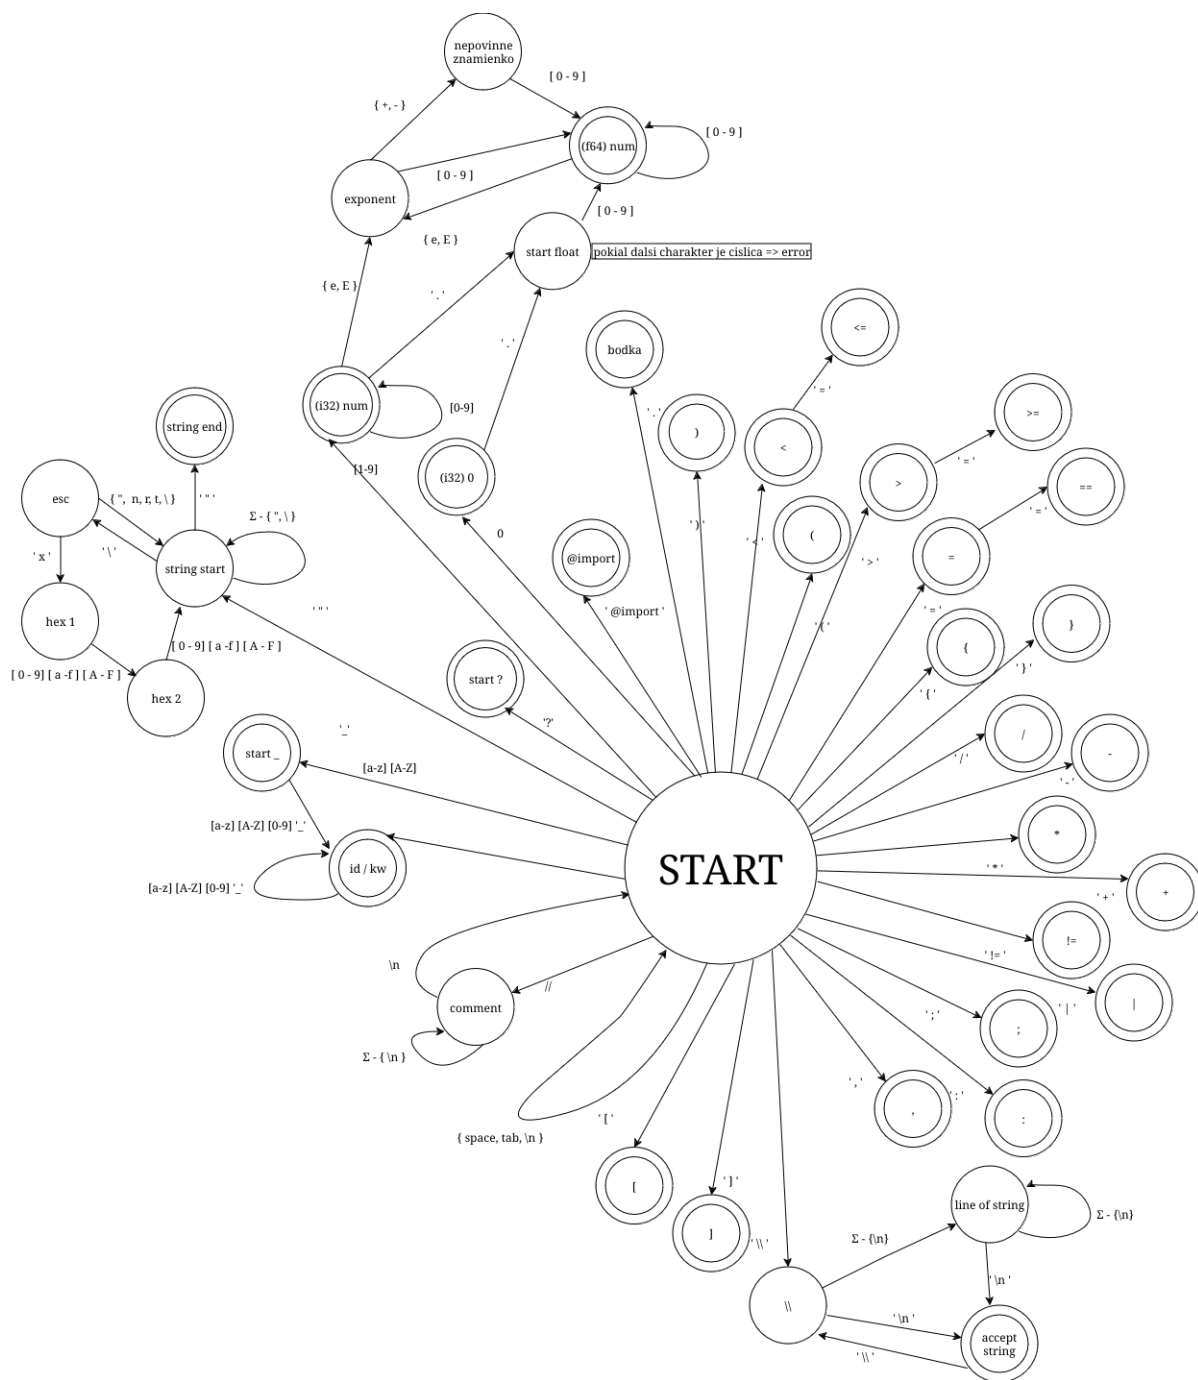 nepovinne
znamienko
[ 0 - 9 ]
{ +, - }
(f64) num
[ 0 - 9 ]
[ 0 - 9 ]
exponent
[ 0 - 9 ]
{ e, E }
start float
pokial dalsi charakter je cislica => error
{ e, E }
' . '
' . '
<=
bodka
' = '
(i32) num
[0-9]
' . '
)
<
>=
string end
[1-9]
(i32) 0
>
' = '
==
esc
{ ", n, r, t, \ }
' " '
Σ - { ", \ }
' = '
0
' ) '
' < '
(
' x '
' \ '
string start
@import
' > '
=
hex 1
' " '
' @import '
' ( '
' = '
}
[ 0 - 9] [ a -f ] [ A - F ]
{
[ 0 - 9] [ a -f ] [ A - F ]
hex 2
start ?
' } '
' { '
'?'
'_'
start _
[a-z] [A-Z]
/
' / '
-
' - '
[a-z] [A-Z] [0-9] '_'
*
id / kw
START
' * '
[a-z] [A-Z] [0-9] '_'
' + '
+
!=
\n
' != '
//
comment
' | '
|
' ; '
;
Σ - { \n }
' , '
' : '
,
:
' [ '
{ space, tab, \n }
[
' ] '
]
' \\ '
line of string
Σ - {\n}
Σ - {\n}
' \n '
\\
' \n '
accept
string
' \\ '